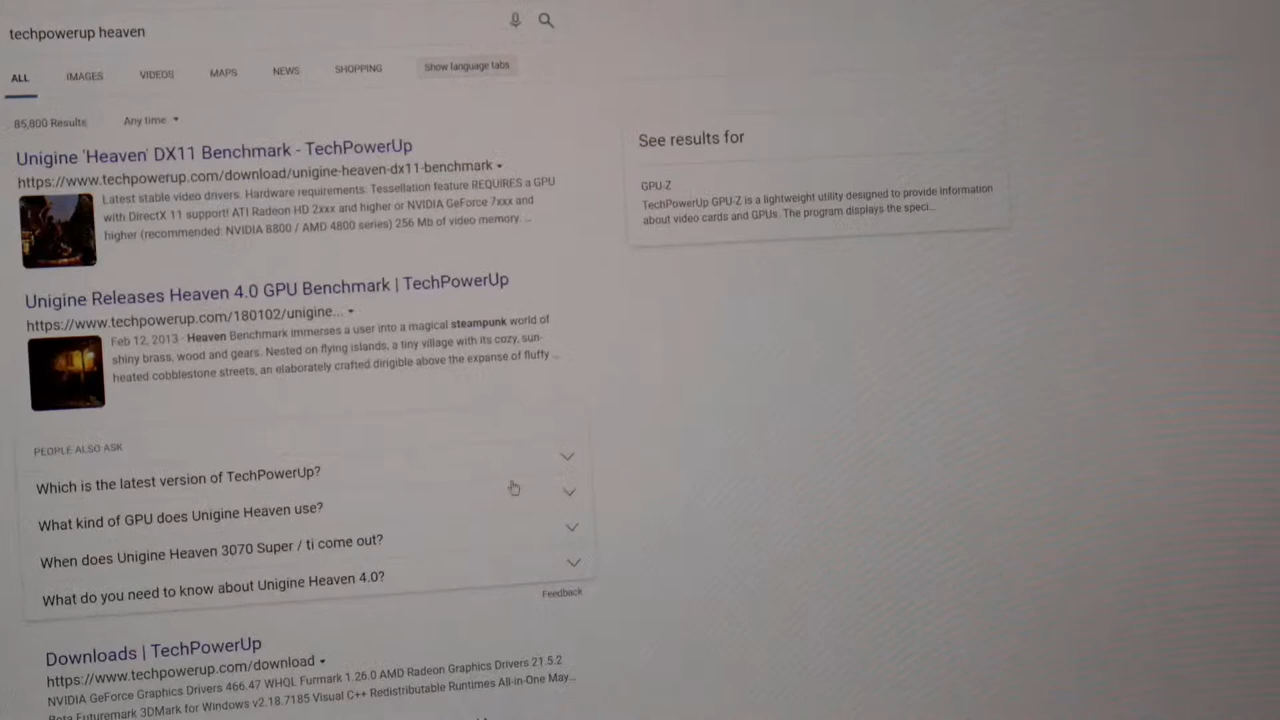 techpowerup heaven
ALL IMAGES VIDEOS MAPS NEWS SHOPPING Show language tabs
85,800 Results Any time
Unigine 'Heaven' DX11 Benchmark - TechPowerUp
https://www.techpowerup.com/download/unigine-heaven-dx11-benchmark
Latest stable video drivers. Hardware requirements: Tessellation feature REQUIRES a GPU
with DirectX 11 support! ATI Radeon HD 2xxx and higher or NVIDIA GeForce 7xxx and
higher (recommended: NVIDIA 8800 / AMD 4800 series) 256 Mb of video memory. ...
Unigine Releases Heaven 4.0 GPU Benchmark | TechPowerUp
https://www.techpowerup.com/180102/unigine...
Feb 12, 2013 · Heaven Benchmark immerses a user into a magical steampunk world of
shiny brass, wood and gears. Nested on flying islands, a tiny village with its cozy, sun-
heated cobblestone streets, an elaborately crafted dirigible above the expanse of fluffy ...
PEOPLE ALSO ASK
Which is the latest version of TechPowerUp?
What kind of GPU does Unigine Heaven use?
When does Unigine Heaven 3070 Super / ti come out?
What do you need to know about Unigine Heaven 4.0?
Feedback
Downloads | TechPowerUp
https://www.techpowerup.com/download
NVIDIA GeForce Graphics Drivers 466.47 WHQL Furmark 1.26.0 AMD Radeon Graphics Drivers 21.5.2
Beta Futuremark 3DMark for Windows v2.18.7185 Visual C++ Redistributable Runtimes All-in-One May...
See results for
GPU-Z
TechPowerUp GPU-Z is a lightweight utility designed to provide information
about video cards and GPUs. The program displays the speci...